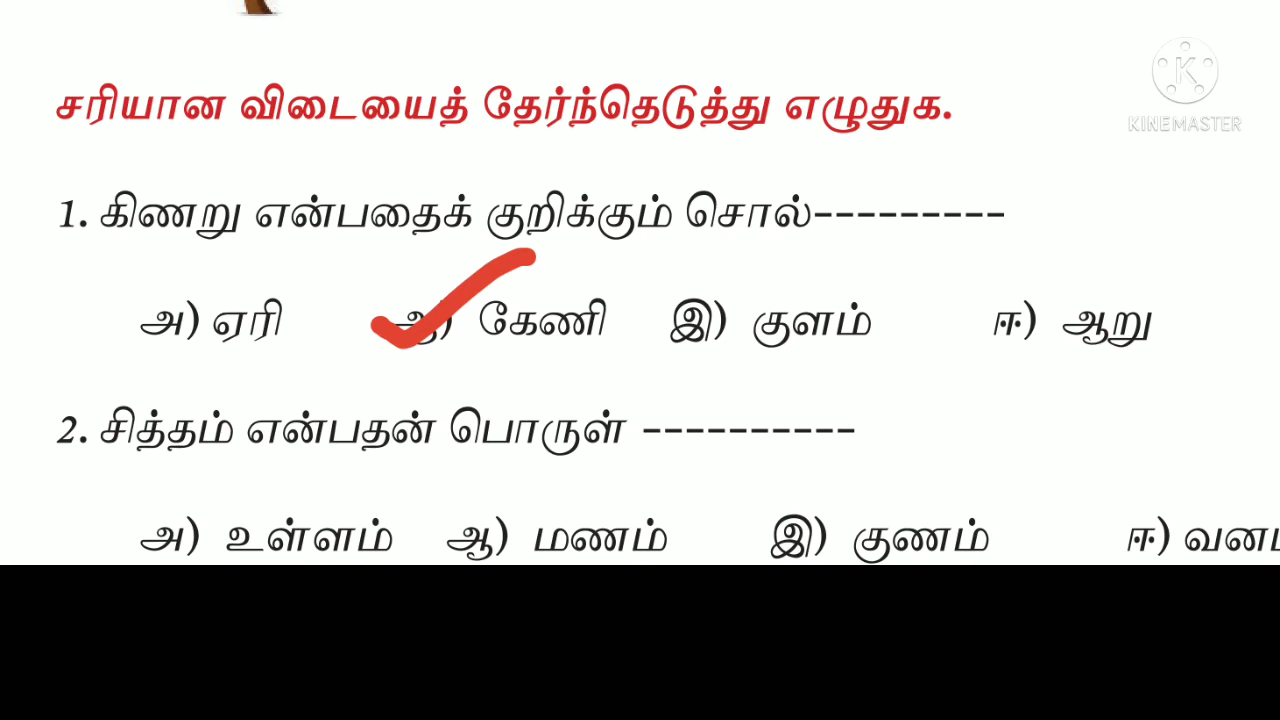 KINEMASTER
சரியான விடையைத் தேர்ந்தெடுத்து எழுதுக.
1. கிணறு என்பதைக் குறிக்கும் சொல்---------
அ) ஏரி ஆ) கேணி இ) குளம் ஈ) ஆறு
2. சித்தம் என்பதன் பொருள் ----------
அ) உள்ளம் ஆ) மணம் இ) குணம் ஈ)